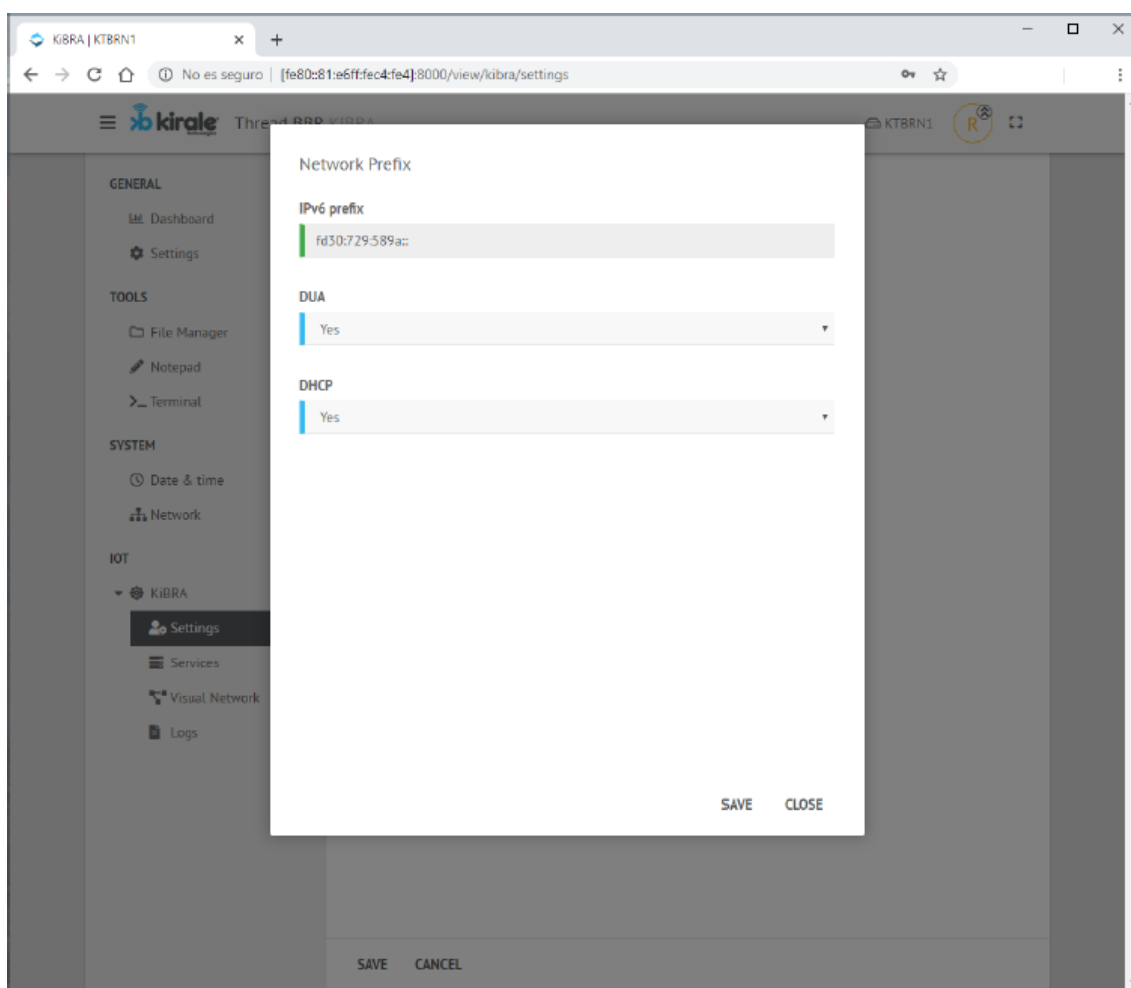 KiBRA | KTBRN1
No es seguro | [fe80::81:e6ff:fec4:fe4]:8000/view/kibra/settings
kirale Thread BBR KIBRA KTBRN1 R
Network Prefix
IPv6 prefix
fd30:729:589a::
DUA
Yes
DHCP
Yes
SAVE CLOSE
GENERAL
Dashboard
Settings
TOOLS
File Manager
Notepad
Terminal
SYSTEM
Date & time
Network
IOT
KiBRA
Settings
Services
Visual Network
Logs
SAVE CANCEL